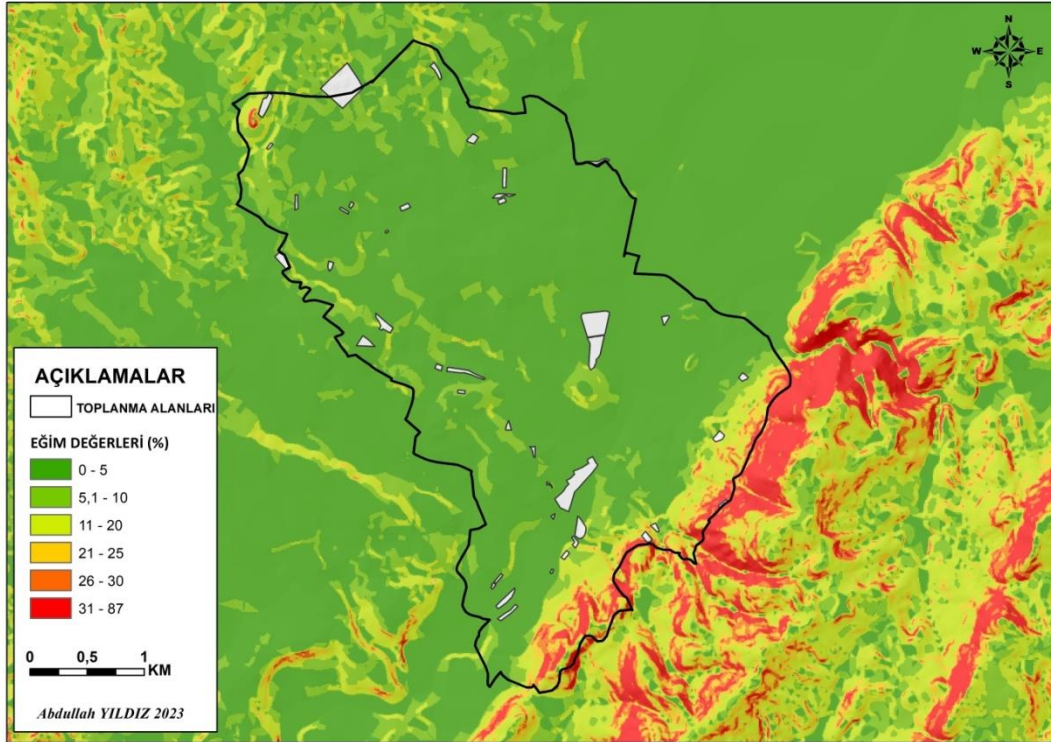 N
W E
S
AÇIKLAMALAR
TOPLANMA ALANLARI
EĞİM DEĞERLERİ (%)
0 - 5
5,1 - 10
11 - 20
21 - 25
26 - 30
31 - 87
0 0,5 1
KM
Abdullah YILDIZ 2023